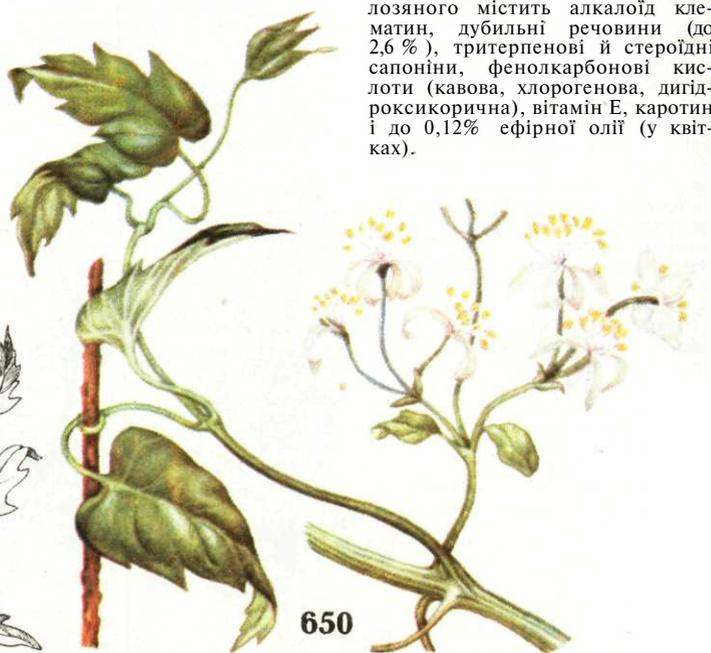 лозяного містить алкалоїд кле-
матин, дубильні речовини (до
2,6 % ), тритерпенові й стероїдні
сапоніни, фенолкарбонові кис-
лоти (кавова, хлорогенова, дигід-
роксикорична), вітамін Е, каротин
і до 0,12% ефірної олії (у квіт-
ках).
650